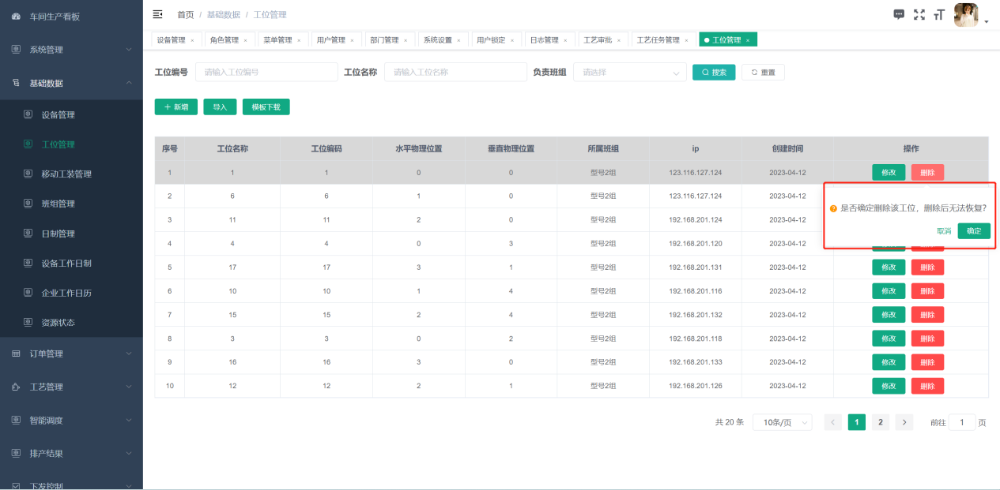 车间生产看板
系统管理
基础数据
设备管理
工位管理
移动工装管理
班组管理
日制管理
设备工作日制
企业工作日历
资源状态
订单管理
工艺管理
智能调度
排产结果
下发控制
首页 / 基础数据 / 工位管理
设备管理 × 角色管理 × 菜单管理 × 用户管理 × 部门管理 × 系统设置 × 用户锁定 × 日志管理 × 工艺审批 × 工艺任务管理 × 工位管理 ×
工位编号 请输入工位编号 工位名称 请输入工位名称 负责班组 请选择 搜索 重置
+ 新增 导入 模板下载
序号 工位名称 工位编码 水平物理位置 垂直物理位置 所属班组 ip 创建时间 操作
1 1 1 0 0 型号2组 123.116.127.124 2023-04-12 修改 删除
2 6 6 1 0 型号2组 123.116.127.124 2023-04-12
3 11 11 2 0 型号2组 192.168.201.124 2023-04-12
4 4 4 0 3 型号2组 192.168.201.120 2023-04-12
5 17 17 3 1 型号2组 192.168.201.131 2023-04-12 修改 删除
6 10 10 1 4 型号2组 192.168.201.116 2023-04-12 修改 删除
7 15 15 2 4 型号2组 192.168.201.132 2023-04-12 修改 删除
8 3 3 0 2 型号2组 192.168.201.118 2023-04-12 修改 删除
9 16 16 3 0 型号2组 192.168.201.133 2023-04-12 修改 删除
10 12 12 2 1 型号2组 192.168.201.126 2023-04-12 修改 删除
是否确定删除该工位，删除后无法恢复?
取消 确定
共 20 条 10条/页 < 1 2 > 前往 1 页